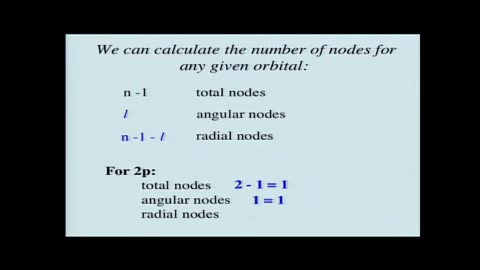 We can calculate the number of nodes for
any given orbital:
n -1 total nodes
l angular nodes
n -1 - l radial nodes
For 2p:
total nodes 2 - 1 = 1
angular nodes 1 = 1
radial nodes